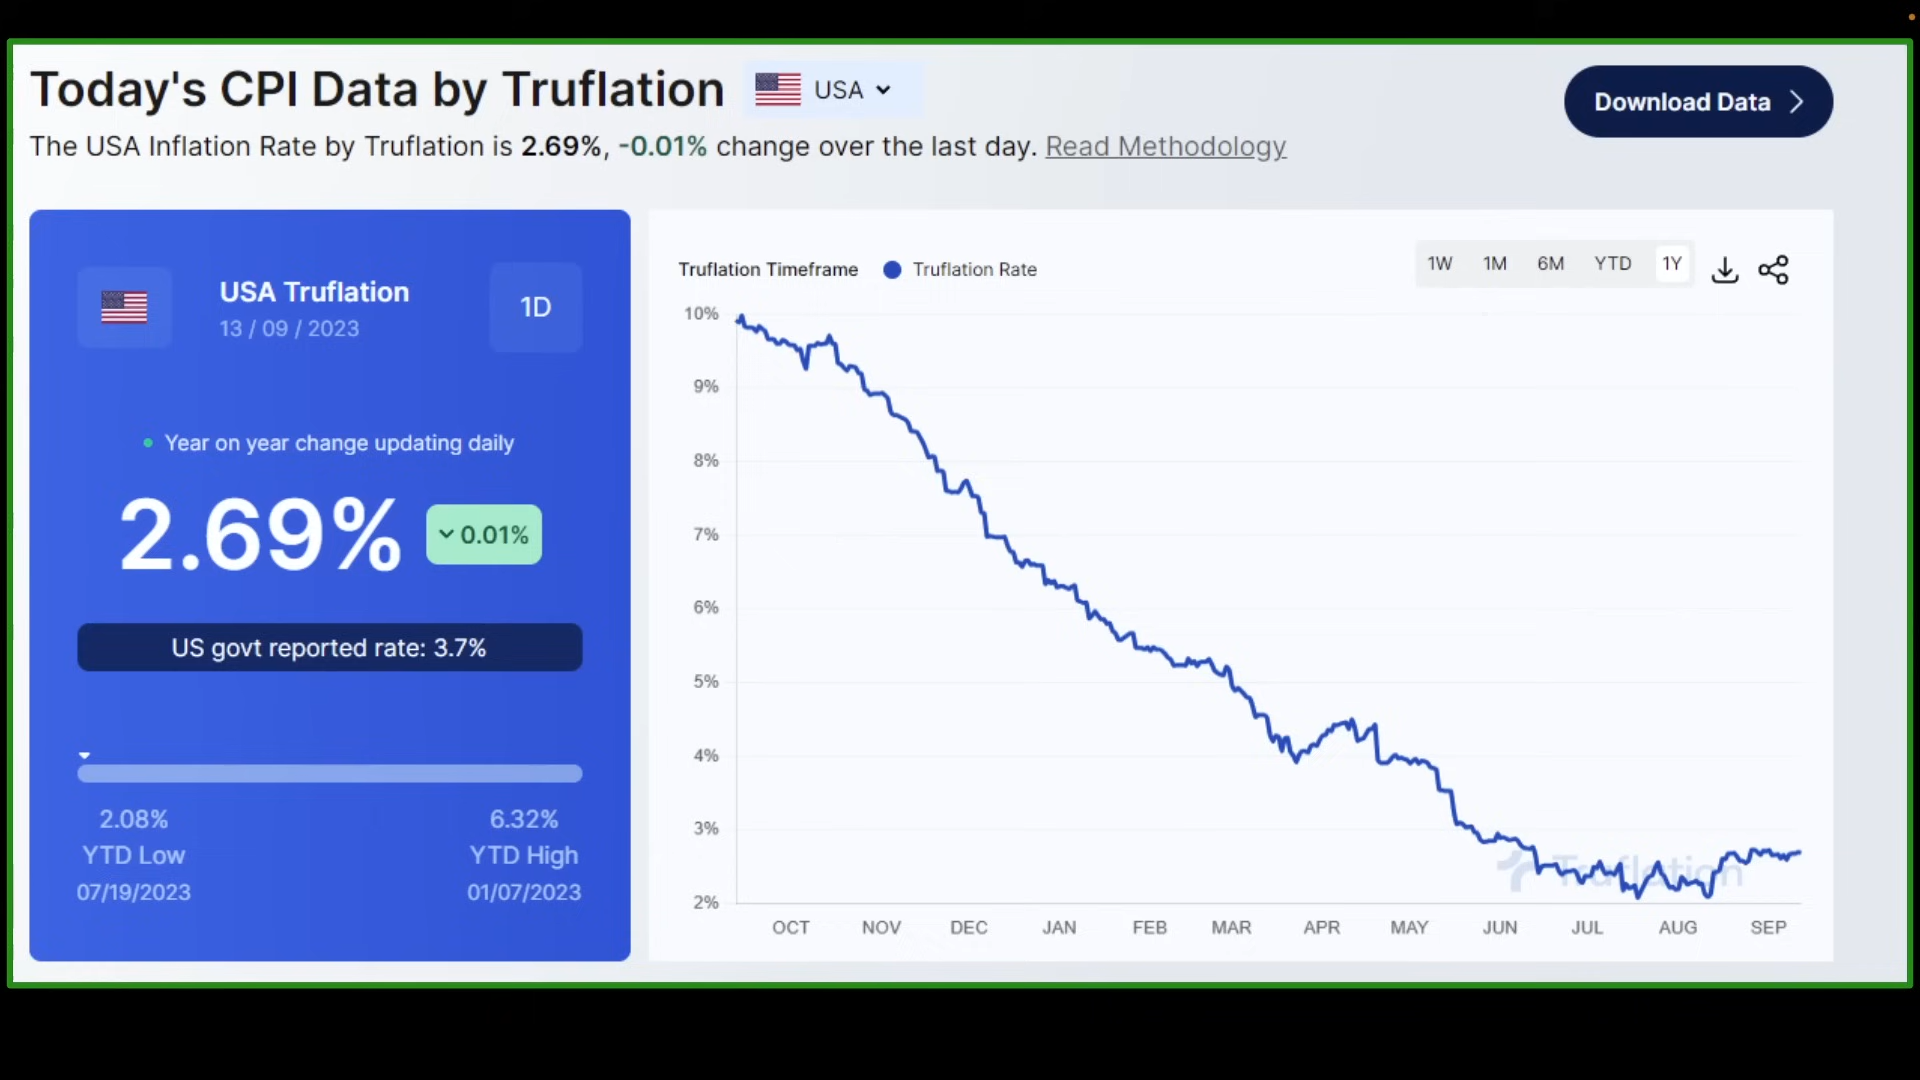 Today's CPI Data by Truflation
USA
Download Data
The USA Inflation Rate by Truflation is 2.69%, -0.01% change over the last day. Read Methodology
USA Truflation
13 / 09 / 2023
1D
Year on year change updating daily
2.69%
0.01%
US govt reported rate: 3.7%
2.08%
YTD Low
07/19/2023
6.32%
YTD High
01/07/2023
Truflation Timeframe
Truflation Rate
1W 1M 6M YTD 1Y
10%
9%
8%
7%
6%
5%
4%
3%
2%
Truflation
OCT NOV DEC JAN FEB MAR APR MAY JUN JUL AUG SEP